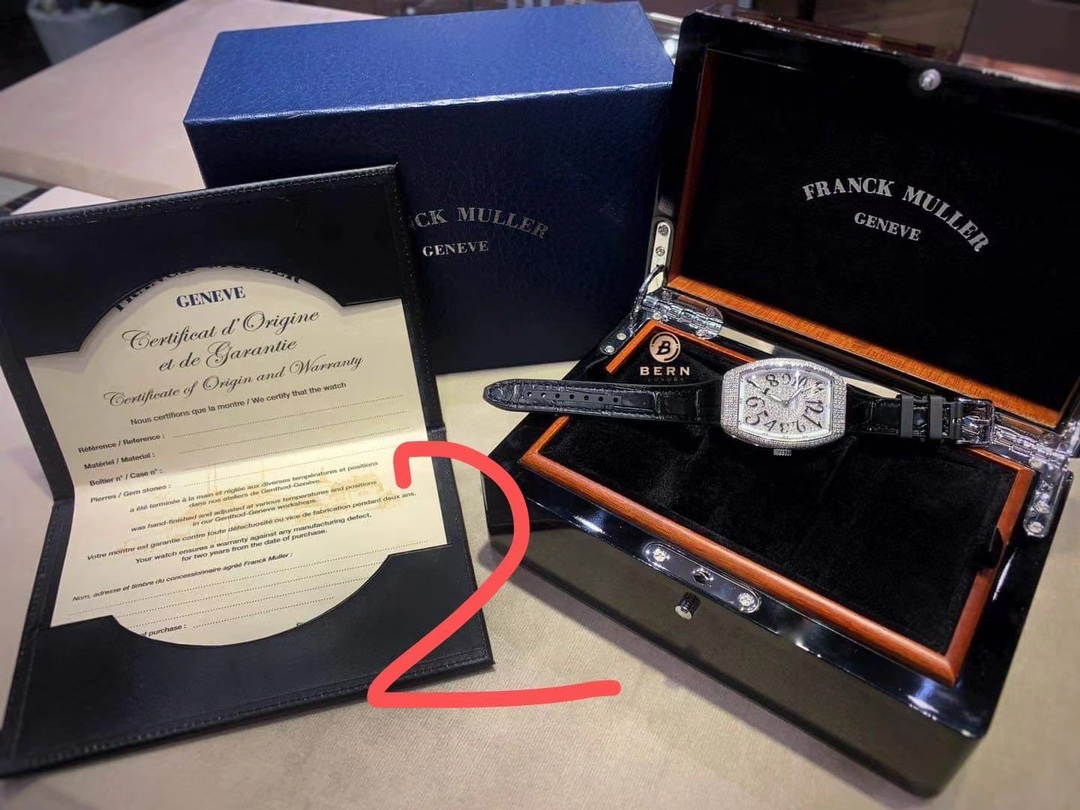 CK MULLER
GENEVE
FRANCK MULLER
GENEVE
GENEVE
Certificat d'Origine
et de Garantie
Certificate of Origin and Warranty
Nous certifions que la montre / We certify that the watch
Référence / Reference :
Matériel / Material :
Boîtier n° / Case n° :
Pierres / Gem stones :
a été terminée à la main et réglée aux diverses températures et positions
dans nos ateliers de Genthod-Genève.
was hand-finished and adjusted at various temperatures and positions
in our Genthod-Geneva workshops.
Votre montre est garantie contre toute défectuosité ou vice de fabrication pendant deux ans.
Your watch ensures a warranty against any manufacturing defect,
for two years from the date of purchase.
Nom, adresse et timbre du concessionnaire agréé Franck Muller :
of purchase :
B
BERN
LUXURY
2